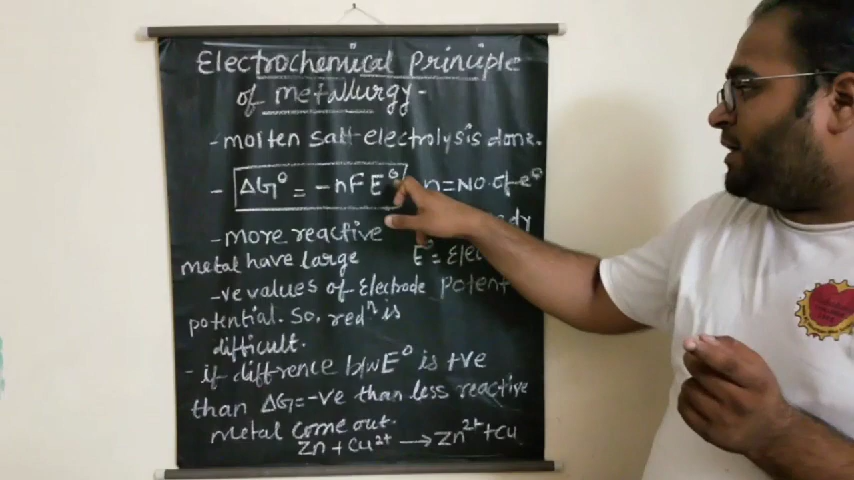 Electrochemical principle
of metallurgy-
- molten salt-electrolysis done.
- ΔG° = -nFE° n=No.of e⊖
- more reactive
E° = Elec
metal have large
-ve values of Electrode potent
potential. So, redⁿ is
difficult.
- if difference b/w E° is +ve
than ΔG=-ve than less reactive
metal come out.
Zn + Cu²⁺ → Zn²⁺ + Cu